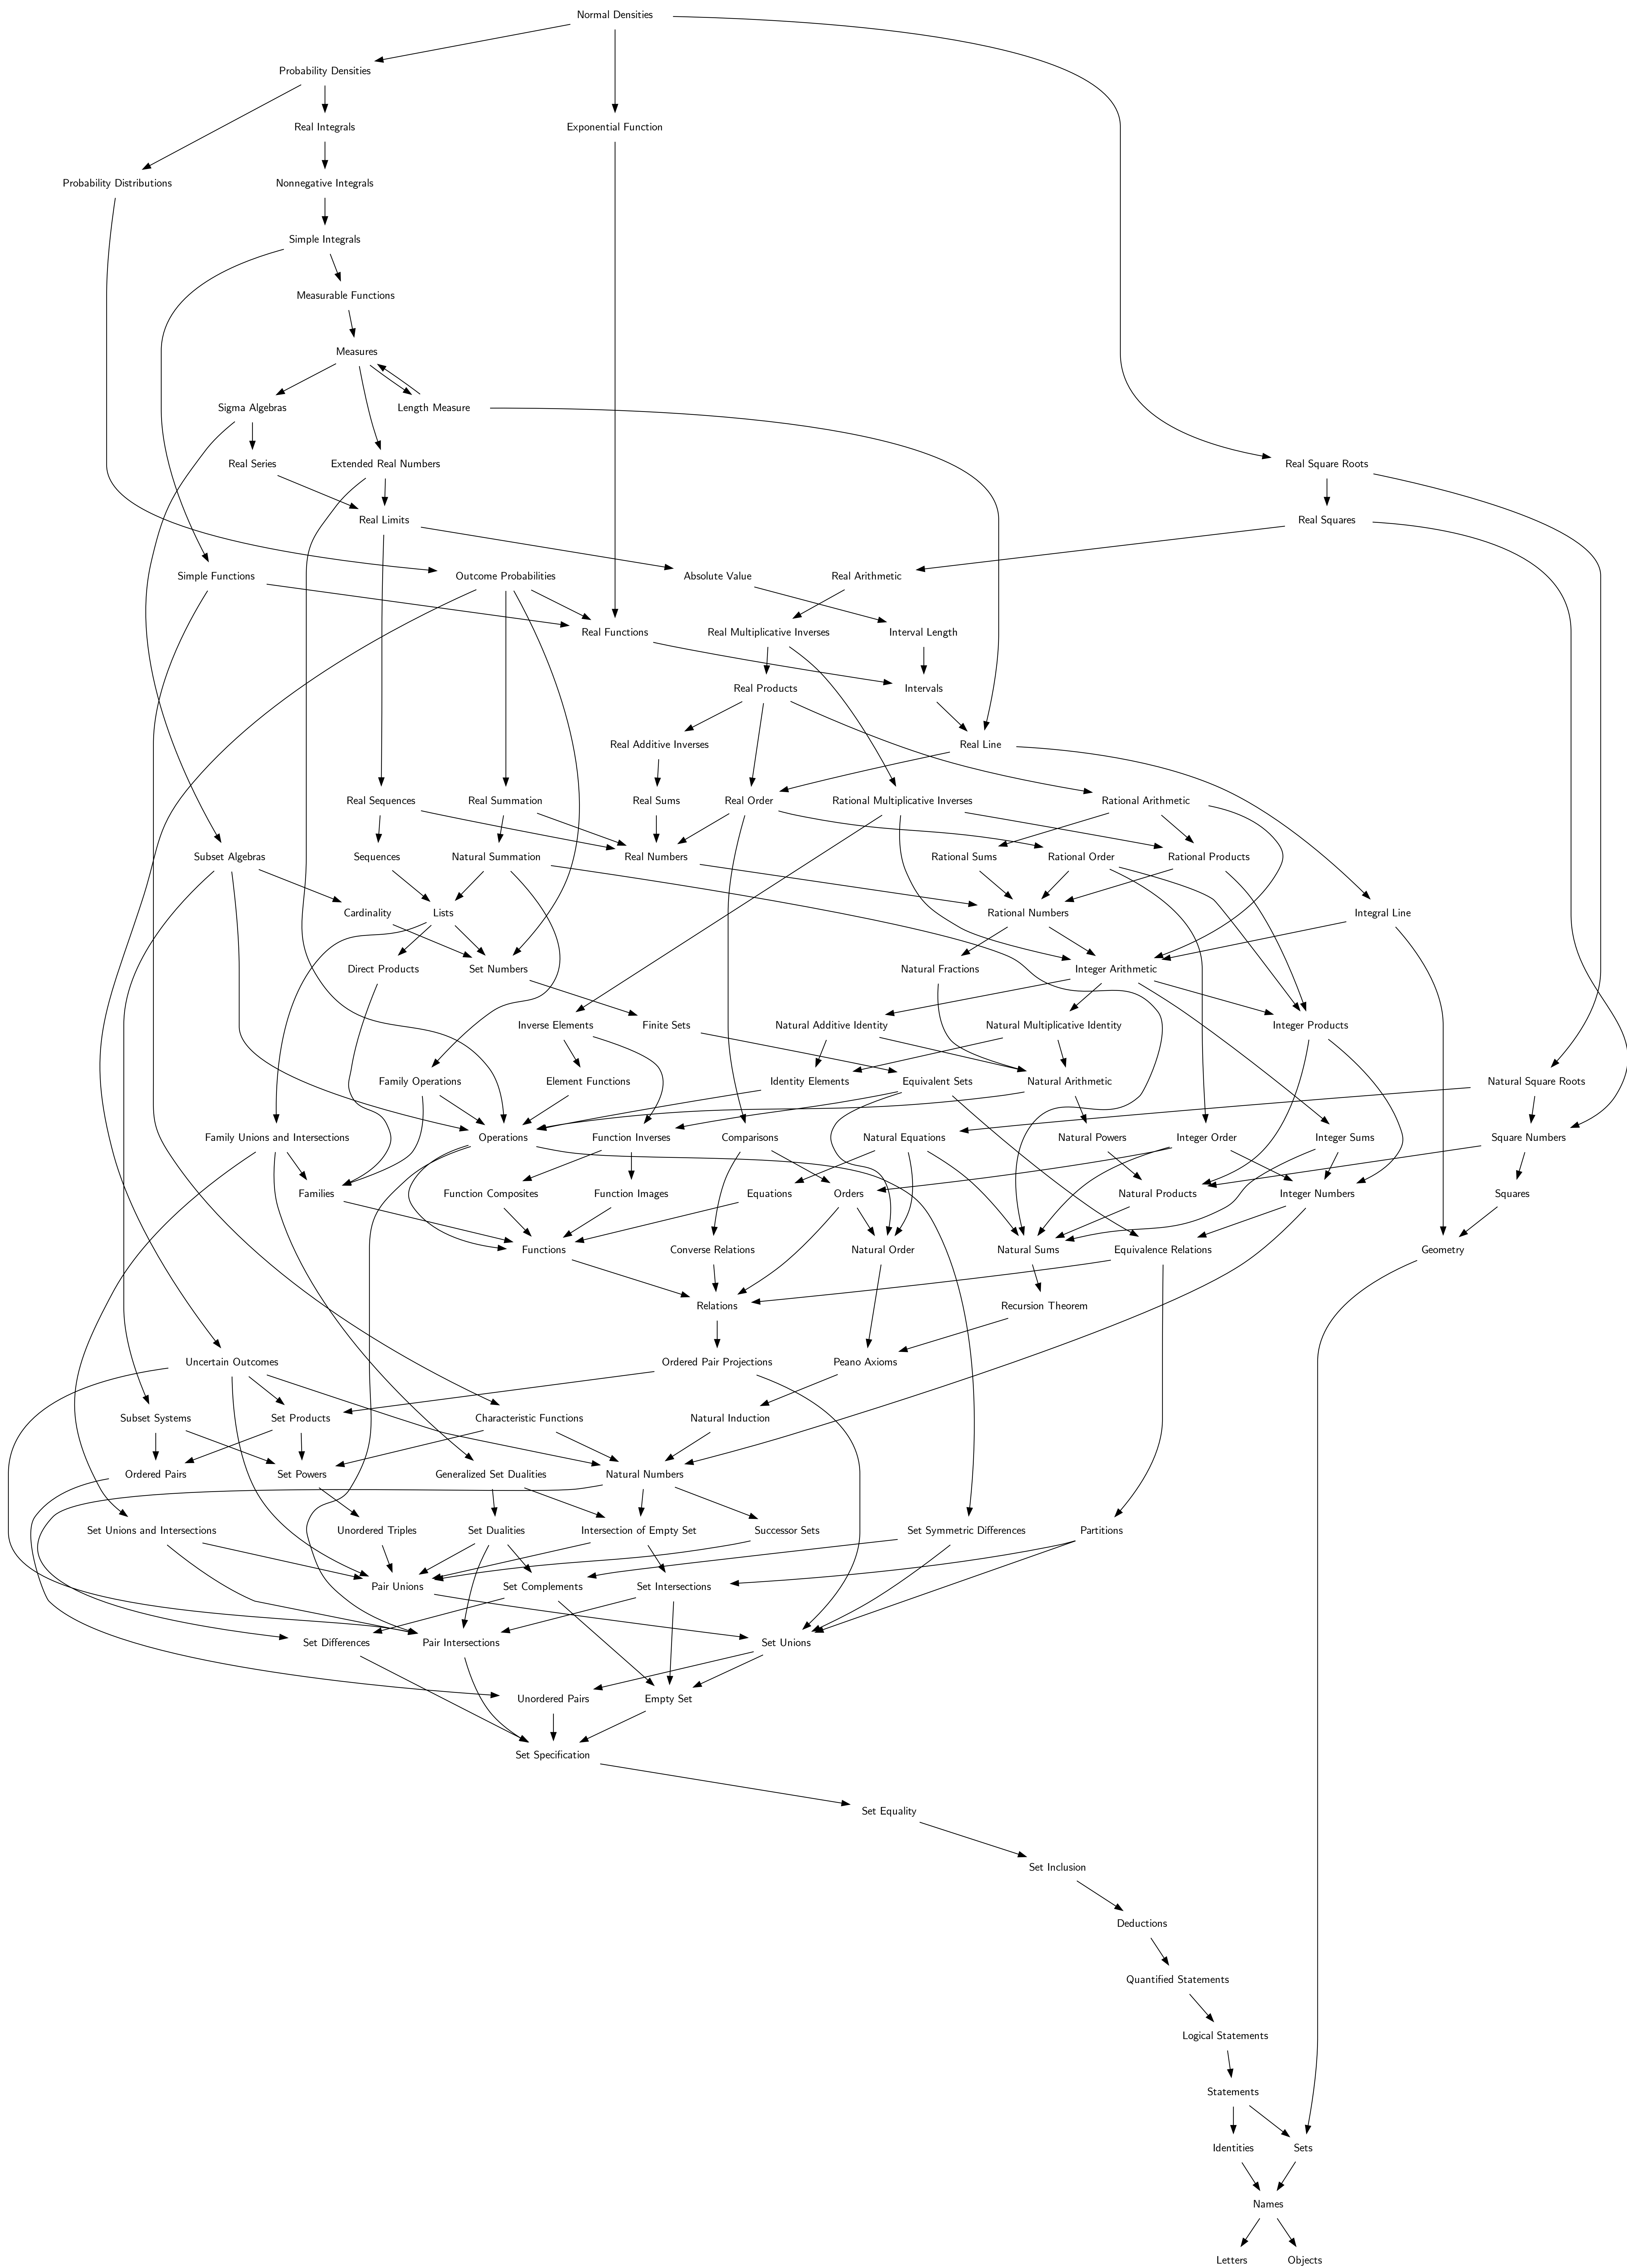 Normal Densities
Probability Densities
Real Integrals
Exponential Function
Probability Distributions
Nonnegative Integrals
Simple Integrals
Measurable Functions
Measures
Sigma Algebras
Length Measure
Real Series
Extended Real Numbers
Real Square Roots
Real Limits
Real Squares
Simple Functions
Outcome Probabilities
Absolute Value
Real Arithmetic
Real Functions
Real Multiplicative Inverses
Interval Length
Real Products
Intervals
Real Additive Inverses
Real Line
Real Sequences
Real Summation
Real Sums
Real Order
Rational Multiplicative Inverses
Rational Arithmetic
Subset Algebras
Sequences
Natural Summation
Real Numbers
Rational Sums
Rational Order
Rational Products
Cardinality
Lists
Rational Numbers
Integral Line
Direct Products
Set Numbers
Natural Fractions
Integer Arithmetic
Inverse Elements
Finite Sets
Natural Additive Identity
Natural Multiplicative Identity
Integer Products
Family Operations
Element Functions
Identity Elements
Equivalent Sets
Natural Arithmetic
Natural Square Roots
Family Unions and Intersections
Operations
Function Inverses
Comparisons
Natural Equations
Natural Powers
Integer Order
Integer Sums
Square Numbers
Families
Function Composites
Function Images
Equations
Orders
Natural Products
Integer Numbers
Squares
Functions
Converse Relations
Natural Order
Natural Sums
Equivalence Relations
Geometry
Relations
Recursion Theorem
Uncertain Outcomes
Ordered Pair Projections
Peano Axioms
Subset Systems
Set Products
Characteristic Functions
Natural Induction
Ordered Pairs
Set Powers
Generalized Set Dualities
Natural Numbers
Set Unions and Intersections
Unordered Triples
Set Dualities
Intersection of Empty Set
Successor Sets
Set Symmetric Differences
Partitions
Pair Unions
Set Complements
Set Intersections
Set Differences
Pair Intersections
Set Unions
Unordered Pairs
Empty Set
Set Specification
Set Equality
Set Inclusion
Deductions
Quantified Statements
Logical Statements
Statements
Identities
Sets
Names
Letters
Objects